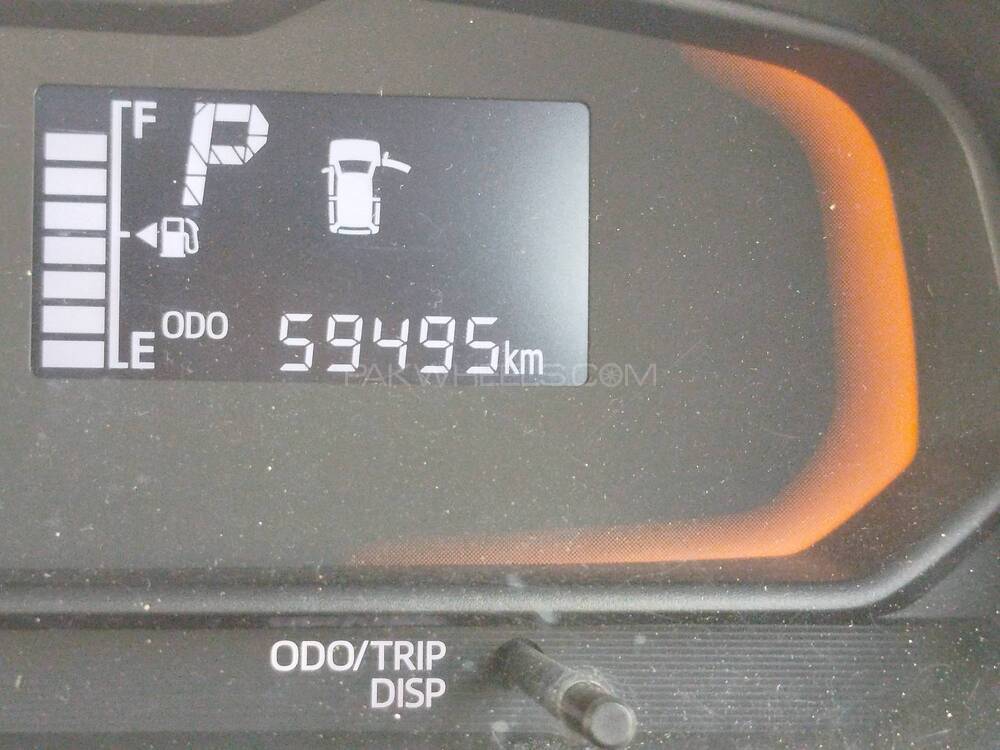 F
P
E
ODO 59495km
PAKWHEELS.COM
ODO/TRIP
DISP